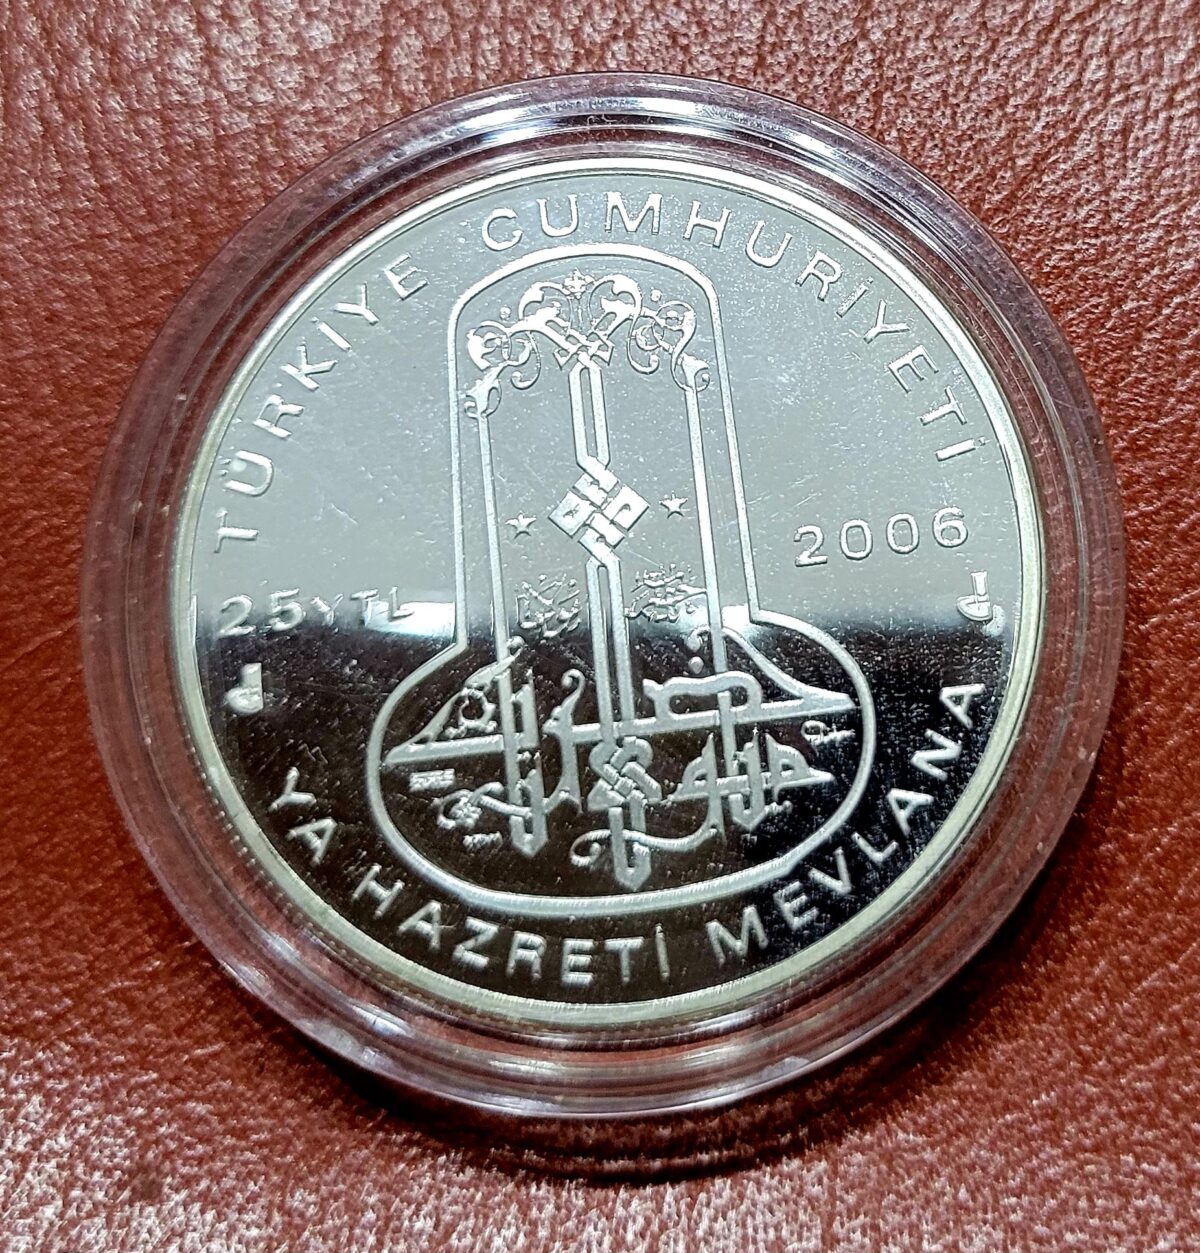 TÜRKİYE CUMHURİYETİ
2006
25 YTL
YA HAZRETİ MEVLANA